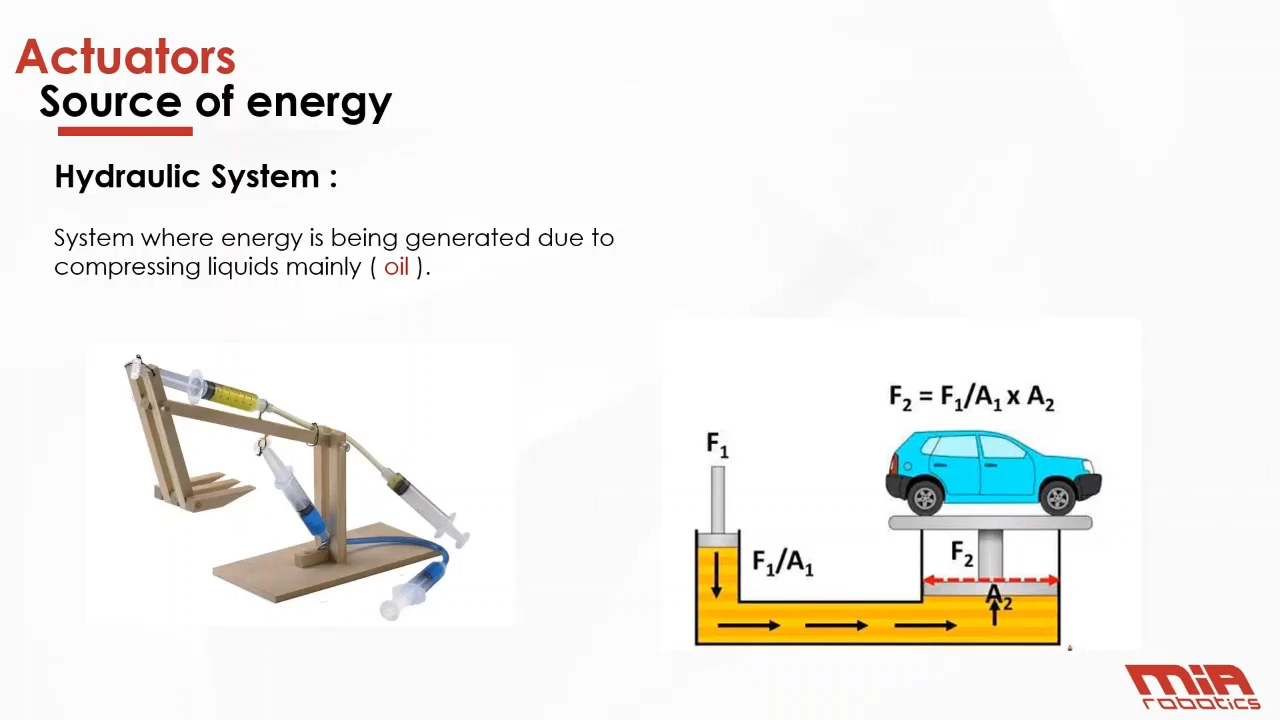 Actuators
Source of energy
Hydraulic System :
System where energy is being generated due to
compressing liquids mainly ( oil ).
F₂ = F₁/A₁ x A₂
F₁
F₁/A₁
F₂
A₂
MIA
robotics